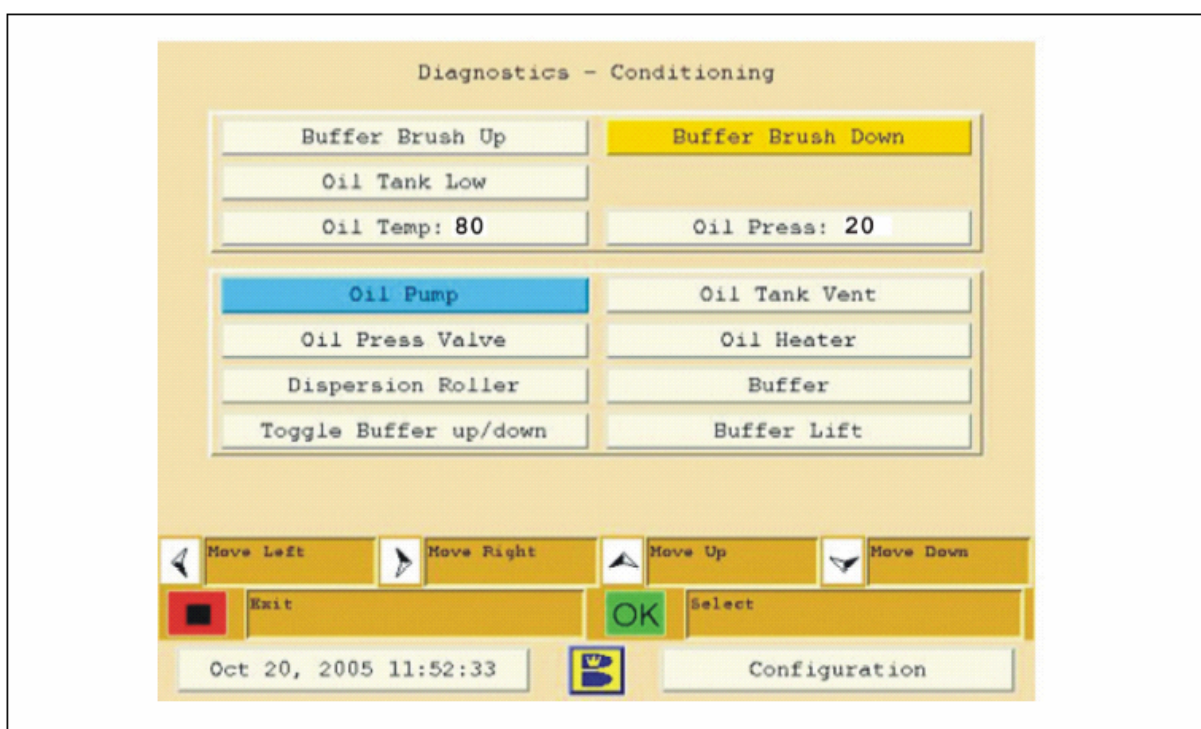 Diagnostics - Conditioning
Buffer Brush Up
Buffer Brush Down
Oil Tank Low
Oil Temp: 80
Oil Press: 20
Oil Pump
Oil Tank Vent
Oil Press Valve
Oil Heater
Dispersion Roller
Buffer
Toggle Buffer up/down
Buffer Lift
Move Left
Move Right
Move Up
Move Down
Exit
OK
Select
Oct 20, 2005 11:52:33
Configuration